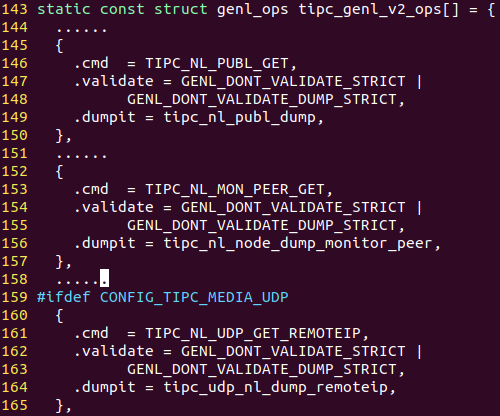 143 static const struct genl_ops tipc_genl_v2_ops[] = {
144   ......
145   {
146     .cmd  = TIPC_NL_PUBL_GET,
147     .validate = GENL_DONT_VALIDATE_STRICT |
148           GENL_DONT_VALIDATE_DUMP_STRICT,
149     .dumpit = tipc_nl_publ_dump,
150   },
151   ......
152   {
153     .cmd  = TIPC_NL_MON_PEER_GET,
154     .validate = GENL_DONT_VALIDATE_STRICT |
155           GENL_DONT_VALIDATE_DUMP_STRICT,
156     .dumpit = tipc_nl_node_dump_monitor_peer,
157   },
158   ......
159 #ifdef CONFIG_TIPC_MEDIA_UDP
160   {
161     .cmd  = TIPC_NL_UDP_GET_REMOTEIP,
162     .validate = GENL_DONT_VALIDATE_STRICT |
163           GENL_DONT_VALIDATE_DUMP_STRICT,
164     .dumpit = tipc_udp_nl_dump_remoteip,
165   },